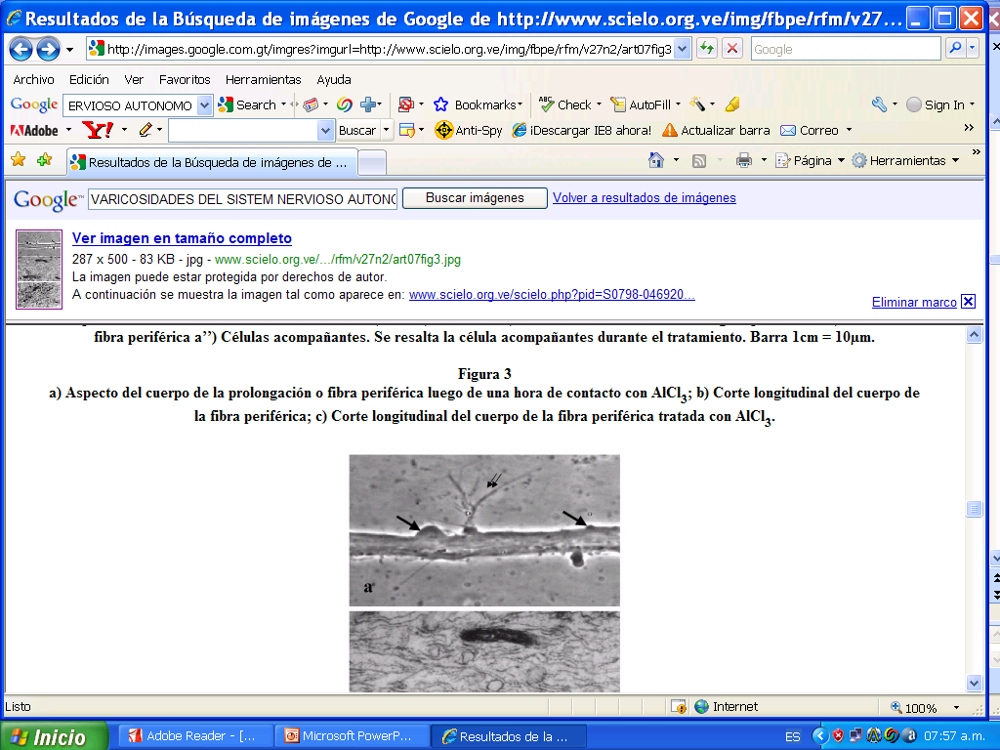 Resultados de la Búsqueda de imágenes de Google de http://www.scielo.org.ve/img/fbpe/rfm/v27...
http://images.google.com.gt/imgres?imgurl=http://www.scielo.org.ve/img/fbpe/rfm/v27n2/art07fig3
Google
Archivo Edición Ver Favoritos Herramientas Ayuda
Google ERVIOSO AUTONOMO Search Bookmarks ABC Check AutoFill Sign In
Adobe Y! Buscar Anti-Spy ¡Descargar IE8 ahora! Actualizar barra Correo »
Resultados de la Búsqueda de imágenes de ... Página Herramientas »
Google™ VARICOSIDADES DEL SISTEM NERVIOSO AUTONO Buscar imágenes Volver a resultados de imágenes
Ver imagen en tamaño completo
287 x 500 - 83 KB - jpg - www.scielo.org.ve/.../rfm/v27n2/art07fig3.jpg
La imagen puede estar protegida por derechos de autor.
A continuación se muestra la imagen tal como aparece en: www.scielo.org.ve/scielo.php?pid=S0798-046920...
Eliminar marco
fibra periférica a’’) Células acompañantes. Se resalta la célula acompañantes durante el tratamiento. Barra 1cm = 10µm.
Figura 3
a) Aspecto del cuerpo de la prolongación o fibra periférica luego de una hora de contacto con AlCl3; b) Corte longitudinal del cuerpo de
la fibra periférica; c) Corte longitudinal del cuerpo de la fibra periférica tratada con AlCl3.
a
Listo Internet 100%
Inicio Adobe Reader - [... Microsoft PowerP... Resultados de la ... ES 07:57 a.m.